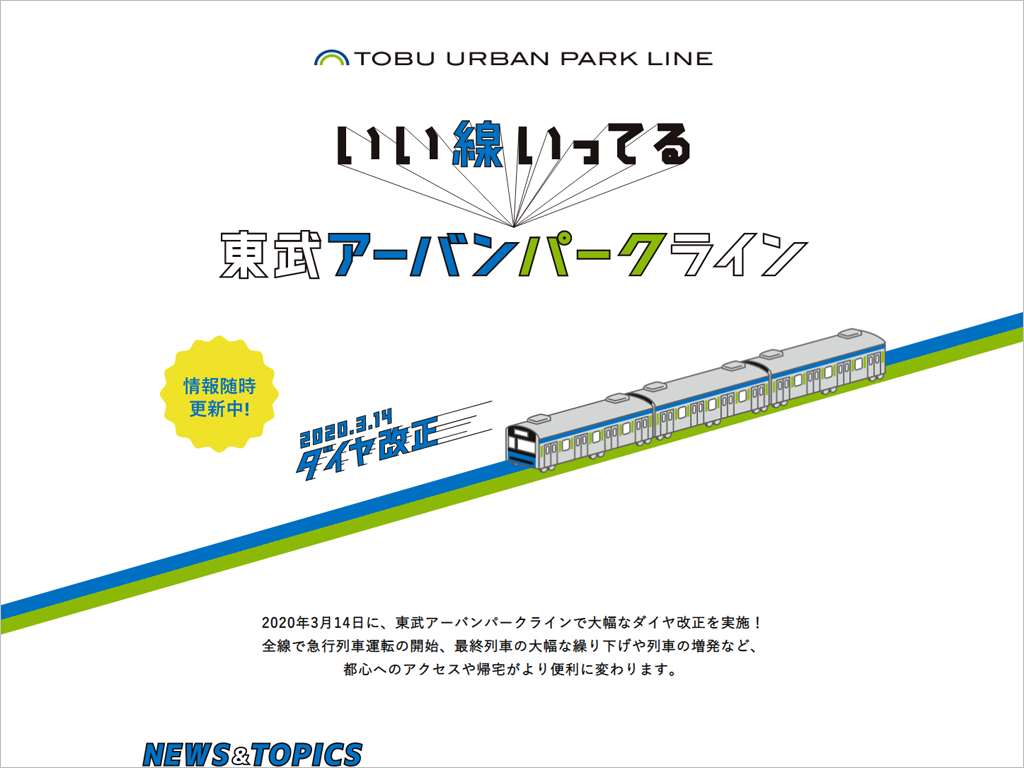 TOBU URBAN PARK LINE
いい線いってる
東武アーバンパークライン
情報随時
更新中!
2020.3.14
ダイヤ改正
2020年3月14日に、東武アーバンパークラインで大幅なダイヤ改正を実施！
全線で急行列車運転の開始、最終列車の大幅な繰り下げや列車の増発など、
都心へのアクセスや帰宅がより便利に変わります。
NEWS&TOPICS